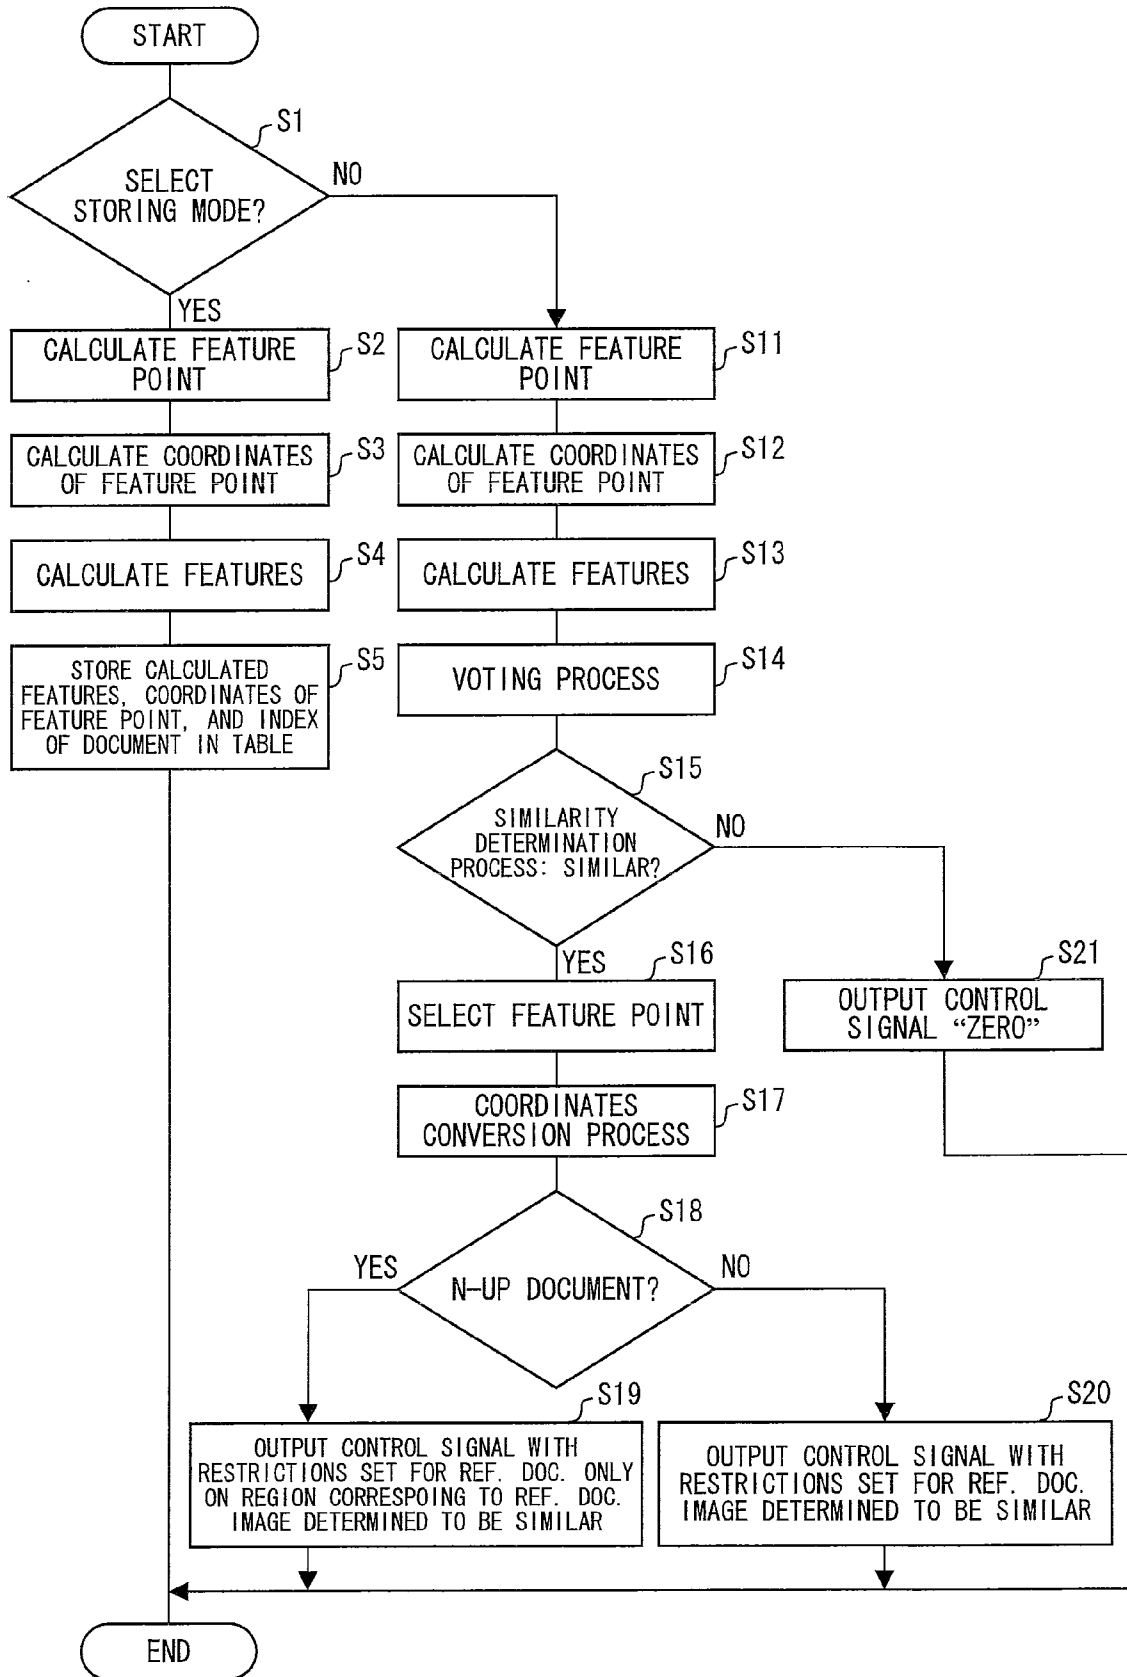 START
S1
SELECT
STORING MODE?
NO
YES
CALCULATE FEATURE
POINT
S2
CALCULATE COORDINATES
OF FEATURE POINT
S3
CALCULATE FEATURES
S4
STORE CALCULATED
FEATURES, COORDINATES OF
FEATURE POINT, AND INDEX
OF DOCUMENT IN TABLE
S5
CALCULATE FEATURE
POINT
S11
CALCULATE COORDINATES
OF FEATURE POINT
S12
CALCULATE FEATURES
S13
VOTING PROCESS
S14
S15
SIMILARITY
DETERMINATION
PROCESS: SIMILAR?
NO
YES
S16
SELECT FEATURE POINT
S21
OUTPUT CONTROL
SIGNAL “ZERO”
COORDINATES
CONVERSION PROCESS
S17
S18
YES
N-UP DOCUMENT?
NO
S19
OUTPUT CONTROL SIGNAL WITH
RESTRICTIONS SET FOR REF. DOC. ONLY
ON REGION CORRESPOING TO REF. DOC.
IMAGE DETERMINED TO BE SIMILAR
S20
OUTPUT CONTROL SIGNAL WITH
RESTRICTIONS SET FOR REF. DOC.
IMAGE DETERMINED TO BE SIMILAR
END